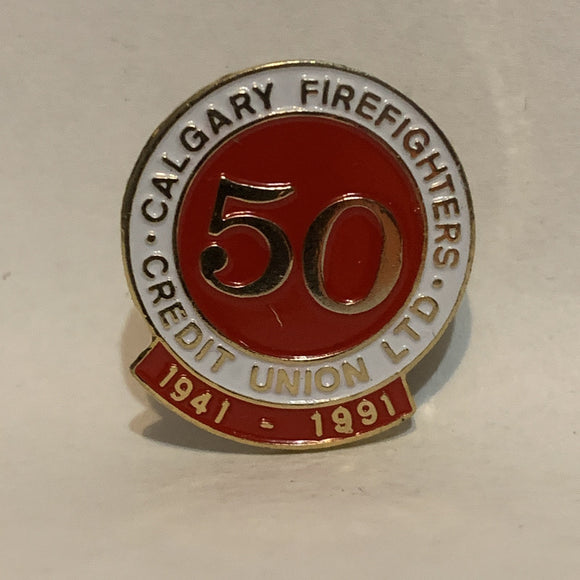 · CALGARY FIREFIGHTERS ·
50
CREDIT UNION LTD
1941 - 1991